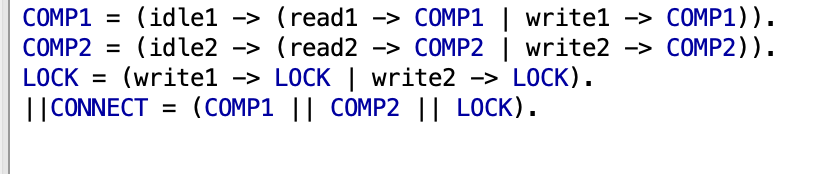 COMP1 = (idle1 -> (read1 -> COMP1 | write1 -> COMP1)).
COMP2 = (idle2 -> (read2 -> COMP2 | write2 -> COMP2)).
LOCK = (write1 -> LOCK | write2 -> LOCK).
||CONNECT = (COMP1 || COMP2 || LOCK).